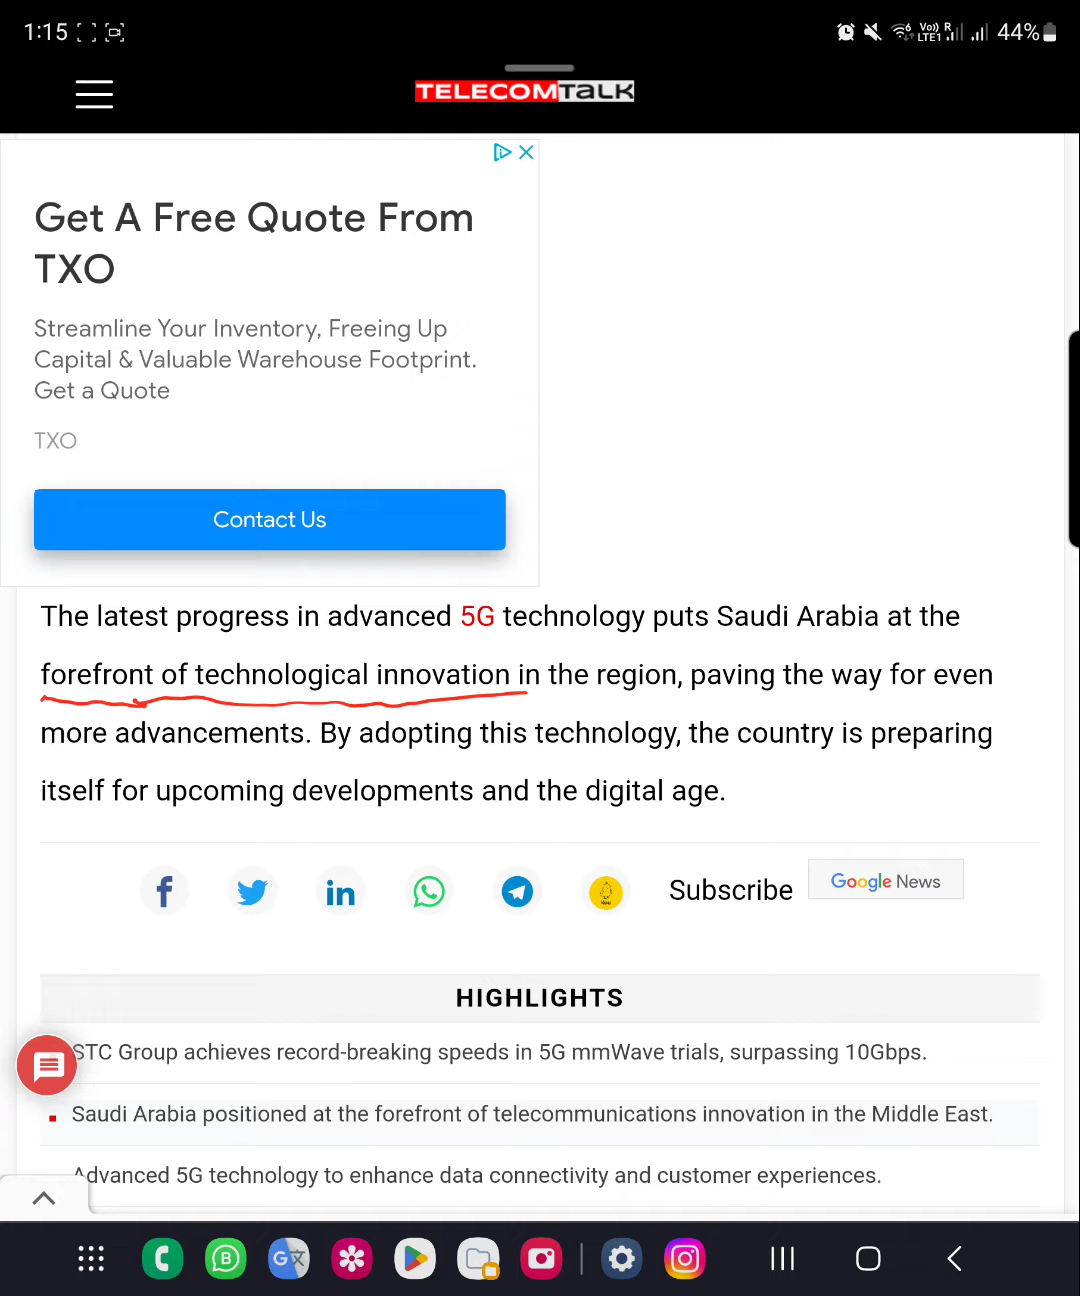 1:15
Vo)) R
6 LTE1 44%
TELECOMTALK
Get A Free Quote From
TXO
Streamline Your Inventory, Freeing Up
Capital & Valuable Warehouse Footprint.
Get a Quote
TXO
Contact Us
The latest progress in advanced 5G technology puts Saudi Arabia at the
forefront of technological innovation in the region, paving the way for even
more advancements. By adopting this technology, the country is preparing
itself for upcoming developments and the digital age.
Subscribe Google News
HIGHLIGHTS
STC Group achieves record-breaking speeds in 5G mmWave trials, surpassing 10Gbps.
Saudi Arabia positioned at the forefront of telecommunications innovation in the Middle East.
Advanced 5G technology to enhance data connectivity and customer experiences.